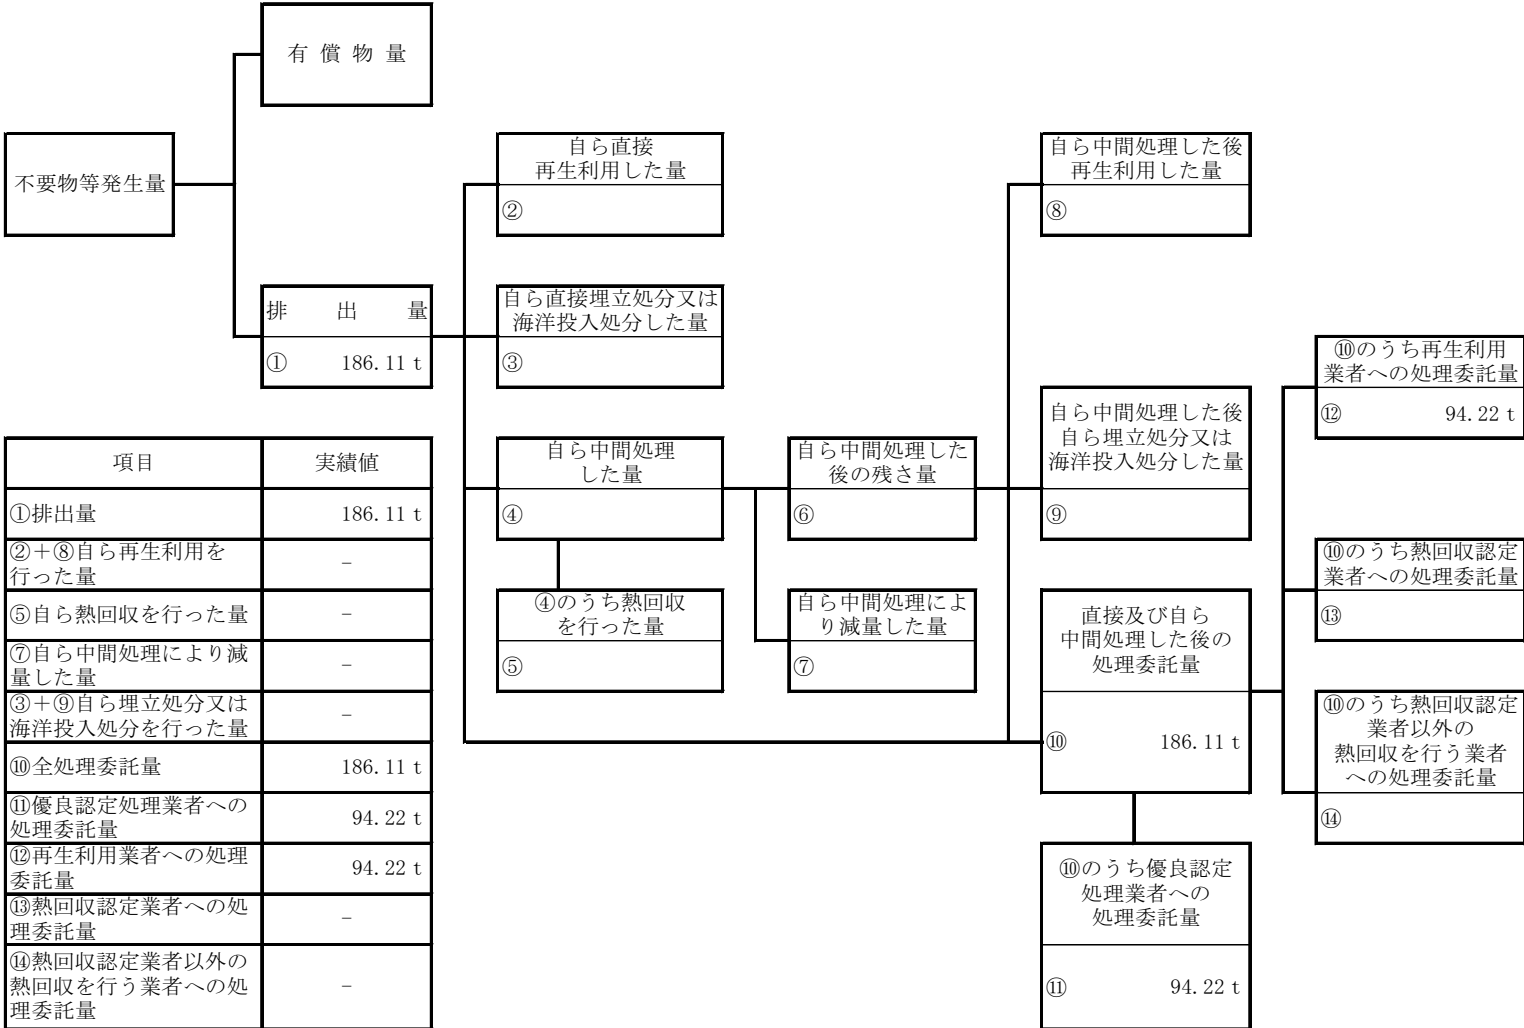 有 償 物 量
不要物等発生量
自ら直接
再生利用した量
②
自ら中間処理した後
再生利用した量
⑧
排 出 量
① 186.11 t
自ら直接埋立処分又は
海洋投入処分した量
③
⑩のうち再生利用
業者への処理委託量
⑫ 94.22 t
自ら中間処理した後
自ら埋立処分又は
海洋投入処分した量
⑨
自ら中間処理
した量
④
自ら中間処理した
後の残さ量
⑥
⑩のうち熱回収認定
業者への処理委託量
⑬
④のうち熱回収
を行った量
⑤
自ら中間処理によ
り減量した量
⑦
直接及び自ら
中間処理した後の
処理委託量
⑩ 186.11 t
⑩のうち熱回収認定
業者以外の
熱回収を行う業者
への処理委託量
⑭
⑩のうち優良認定
処理業者への
処理委託量
⑪ 94.22 t
項目 実績値
①排出量 186.11 t
②＋⑧自ら再生利用を
行った量 －
⑤自ら熱回収を行った量 －
⑦自ら中間処理により減
量した量 －
③＋⑨自ら埋立処分又は
海洋投入処分を行った量 －
⑩全処理委託量 186.11 t
⑪優良認定処理業者への
処理委託量 94.22 t
⑫再生利用業者への処理
委託量 94.22 t
⑬熱回収認定業者への処
理委託量 －
⑭熱回収認定業者以外の
熱回収を行う業者への処
理委託量 －